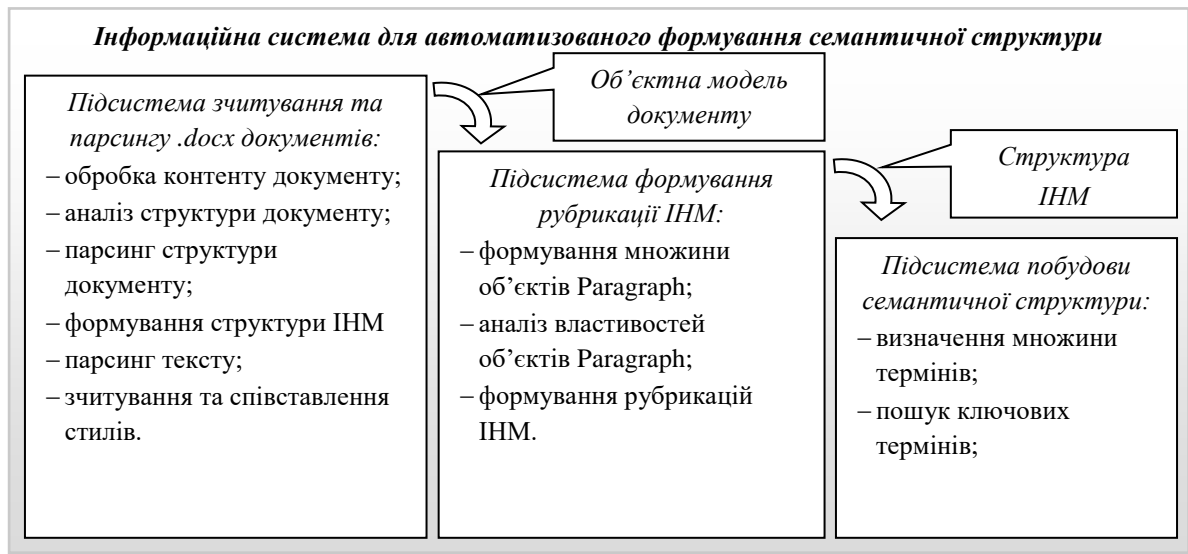 Інформаційна система для автоматизованого формування семантичної структури
Підсистема зчитування та
парсингу .docx документів:
– обробка контенту документу;
– аналіз структури документу;
– парсинг структури
документу;
– формування структури ІНМ
– парсинг тексту;
– зчитування та співставлення
стилів.
Об’єктна модель
документу
Підсистема формування
рубрикації ІНМ:
– формування множини
об’єктів Paragraph;
– аналіз властивостей
об’єктів Paragraph;
– формування рубрикацій
ІНМ.
Структура
ІНМ
Підсистема побудови
семантичної структури:
– визначення множини
термінів;
– пошук ключових
термінів;